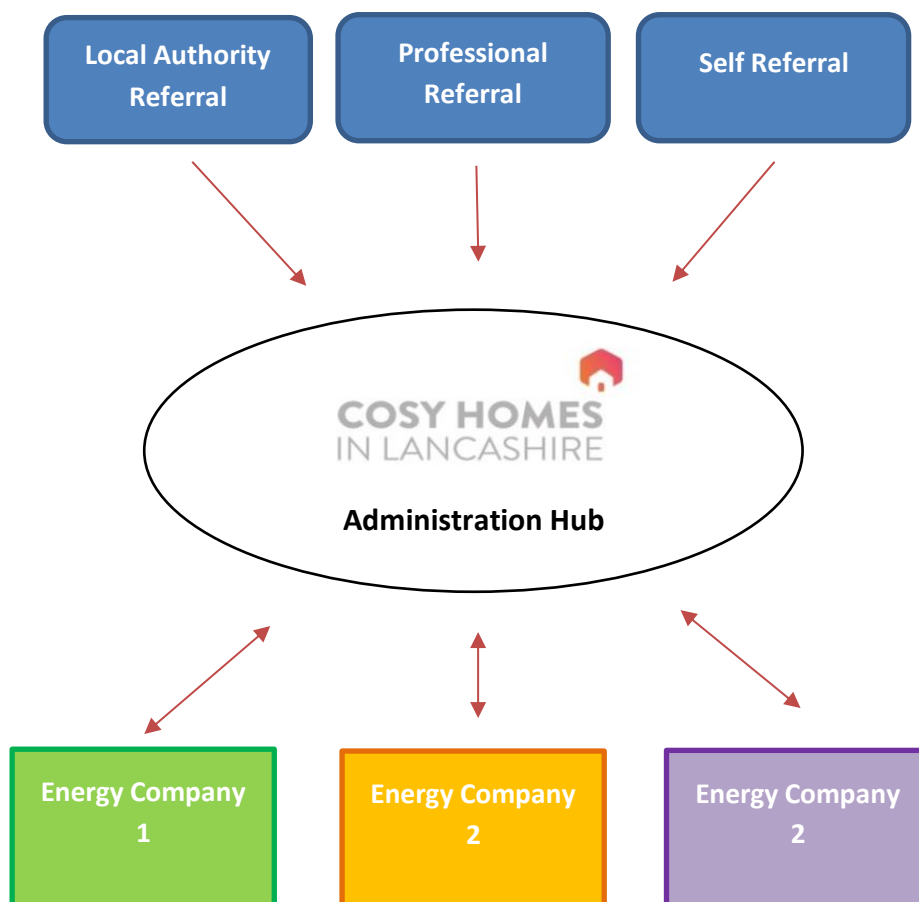 Local Authority
Referral
Professional
Referral
Self Referral
COSY HOMES
IN LANCASHIRE
Administration Hub
Energy Company
1
Energy Company
2
Energy Company
2